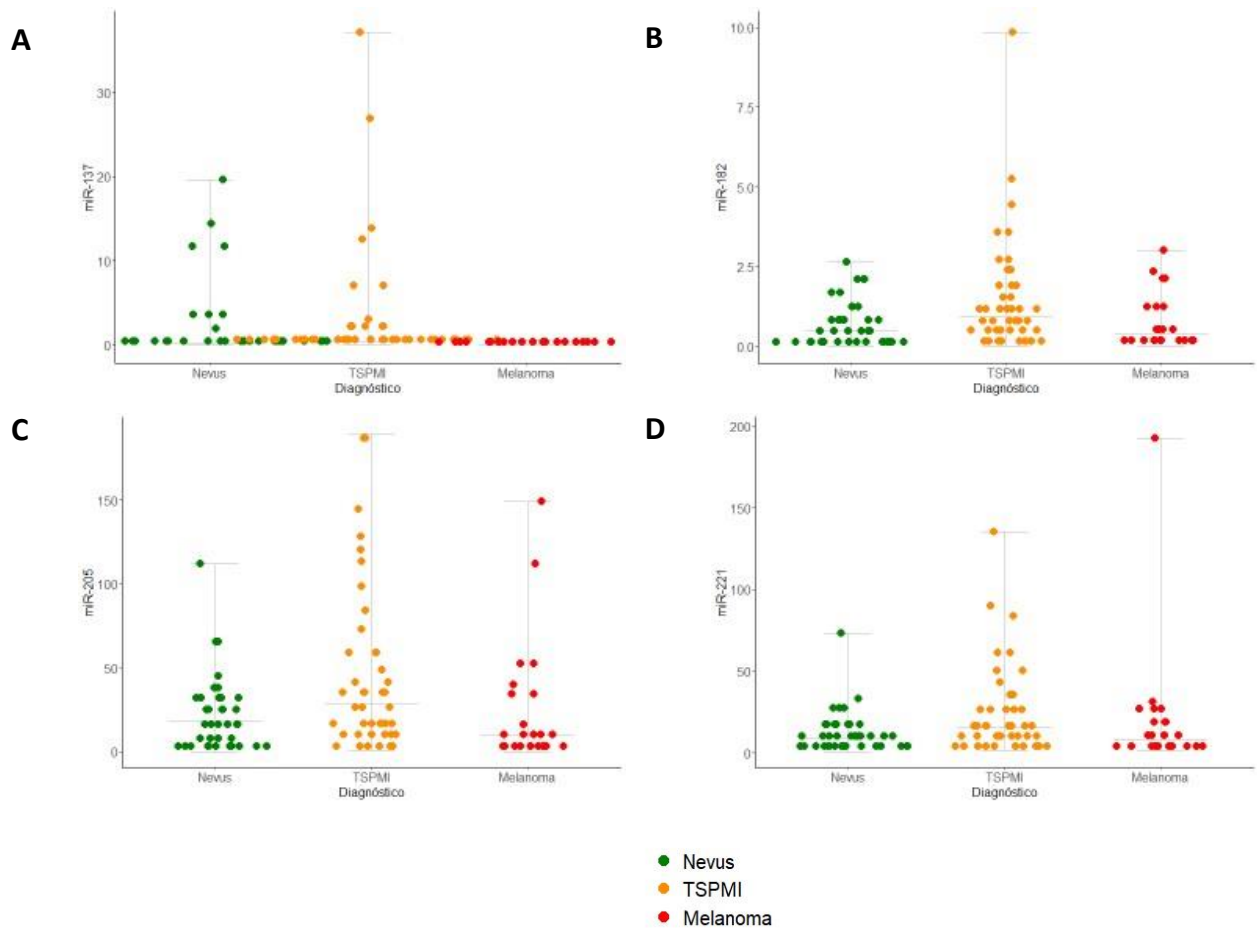 A
30
20
10
0
miR-137
Nevus TSPMI Melanoma
Diagnóstico
B
10.0
7.5
5.0
2.5
0.0
miR-182
Nevus TSPMI Melanoma
Diagnóstico
C
150
100
50
0
miR-205
Nevus TSPMI Melanoma
Diagnóstico
D
200
150
100
50
0
miR-221
Nevus TSPMI Melanoma
Diagnóstico
Nevus
TSPMI
Melanoma